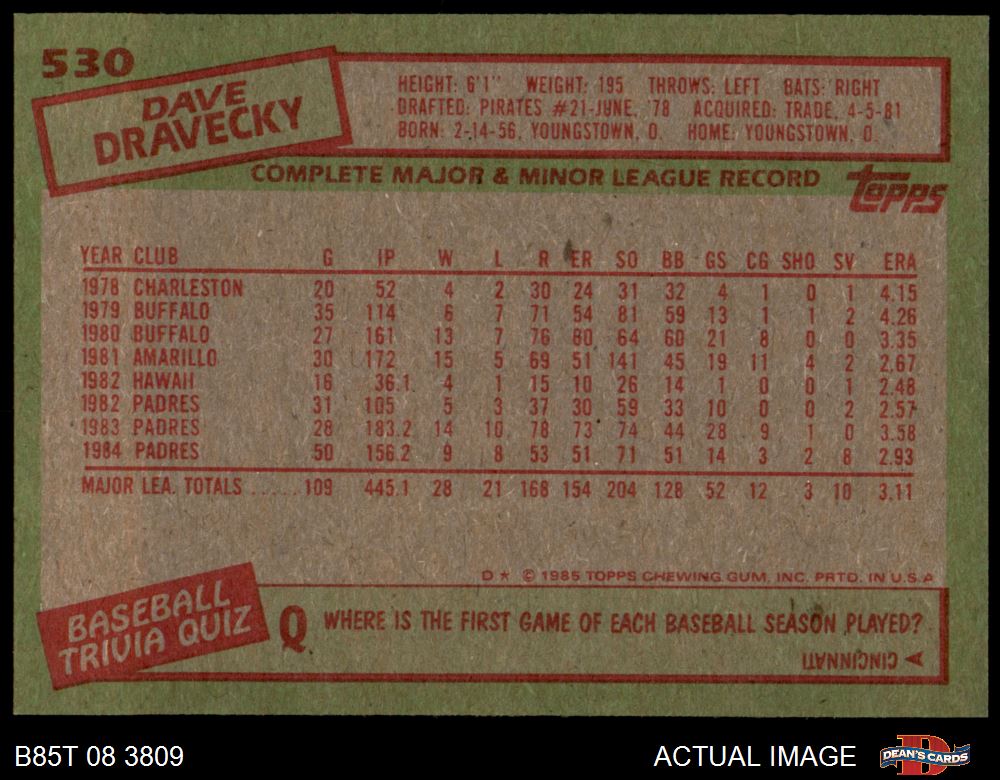 530
DAVE
DRAVECKY
HEIGHT: 6'1" WEIGHT: 195 THROWS: LEFT BATS: RIGHT
DRAFTED: PIRATES #21-JUNE, '78 ACQUIRED: TRADE, 4-5-81
BORN: 2-14-56, YOUNGSTOWN, O. HOME: YOUNGSTOWN, O.
COMPLETE MAJOR & MINOR LEAGUE RECORD
topps
YEAR CLUB G IP W L R ER SO BB GS CG SHO SV ERA
1978 CHARLESTON 20 52 4 2 30 24 31 32 4 1 0 1 4.15
1979 BUFFALO 35 114 6 7 71 54 81 59 13 1 1 2 4.26
1980 BUFFALO 27 161 13 7 76 60 64 60 21 8 0 0 3.35
1981 AMARILLO 30 172 15 5 69 51 141 45 19 11 4 2 2.67
1982 HAWAII 16 36.1 4 1 15 10 26 14 1 0 0 1 2.48
1982 PADRES 31 105 5 3 37 30 59 33 10 0 0 2 2.57
1983 PADRES 28 183.2 14 10 78 73 74 44 28 9 1 0 3.58
1984 PADRES 50 156.2 9 8 53 51 71 51 14 3 2 8 2.93
MAJOR LEA. TOTALS ..... 109 445.1 28 21 168 154 204 128 52 12 3 10 3.11
D* © 1985 TOPPS CHEWING GUM, INC. PRTD. IN U.S.A.
BASEBALL
TRIVIA QUIZ
Q WHERE IS THE FIRST GAME OF EACH BASEBALL SEASON PLAYED?
CINCINNATI
B85T 08 3809
ACTUAL IMAGE
D
DEAN'S CARDS